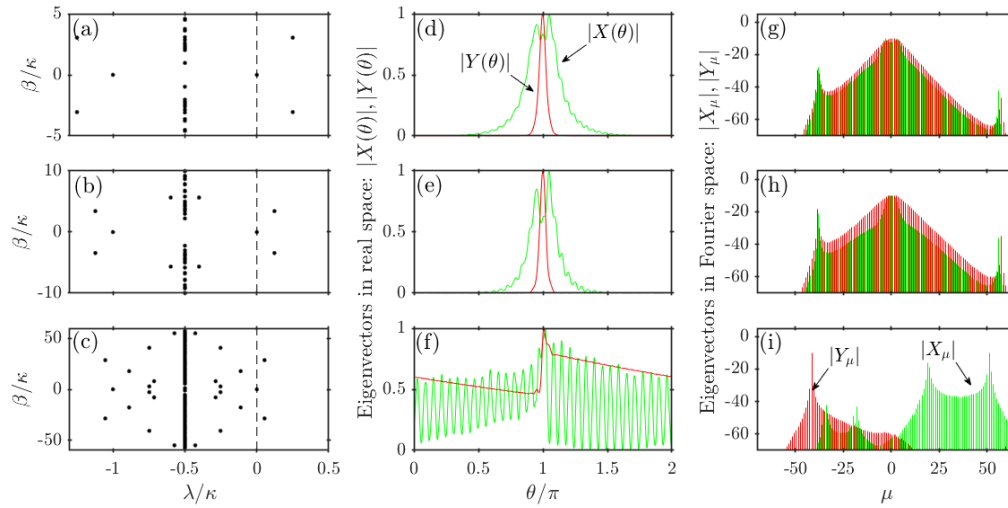 (a)
5
0
-5
β/κ
(b)
10
0
-10
β/κ
(c)
50
0
-50
β/κ
-1 -0.5 0 0.5
λ/κ
Eigenvectors in real space: |X(θ)|, |Y(θ)|
(d)
1
0.5
0
|Y(θ)|
|X(θ)|
(e)
1
0.5
0
(f)
1
0.5
0
0 0.5 1 1.5 2
θ/π
Eigenvectors in Fourier space: |Xμ|, |Yμ|
(g)
0
-20
-40
-60
(h)
0
-20
-40
-60
(i)
0
-20
-40
-60
|Yμ|
|Xμ|
-50 -25 0 25 50
μ